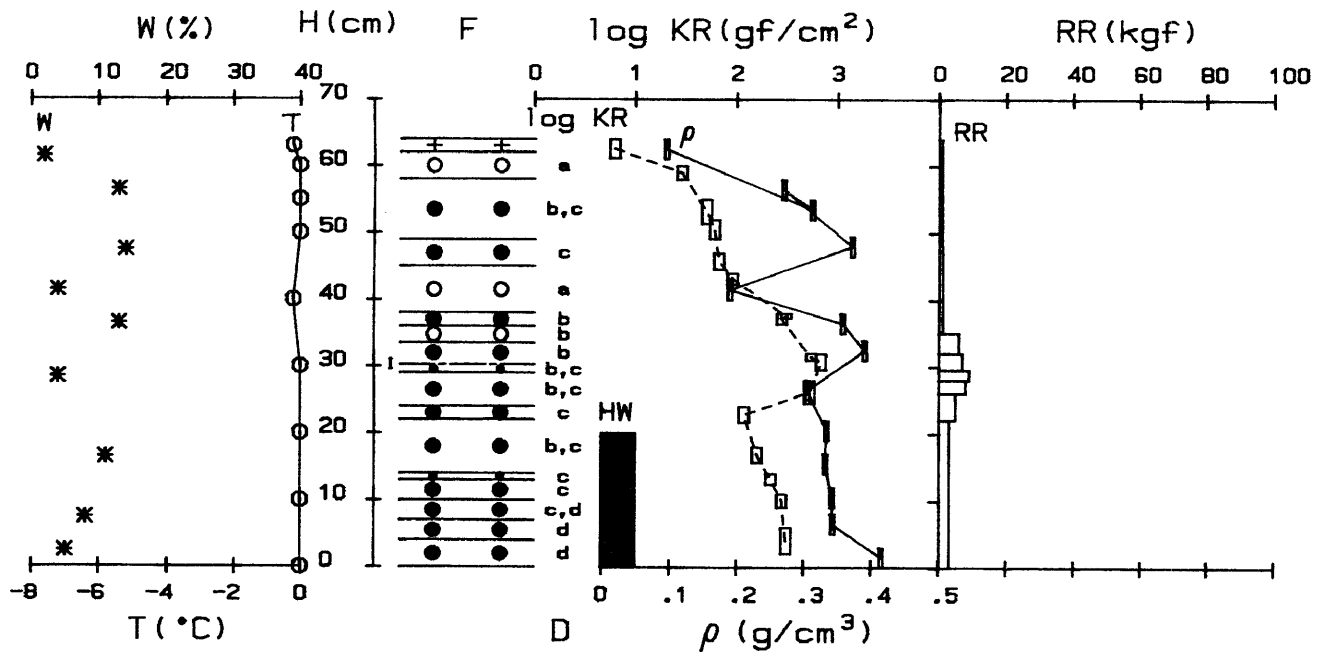 W(%) H(cm) F log KR(gf/cm²) RR(kgf)
0 10 20 30 40 0 1 2 3 0 20 40 60 80 100
70
W T log KR ρ RR
60
a
b,c
50
c
40
a
b
b
b
30
I
b,c
b,c
c
HW
20
b,c
c
c
10
c,d
d
d
0
-8 -6 -4 -2 0 0 .1 .2 .3 .4 .5
T(°C) D ρ (g/cm³)